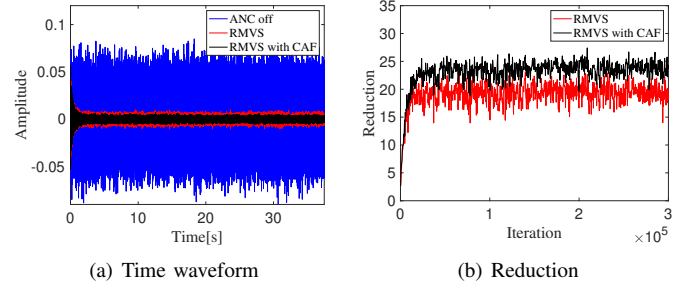 0.1
0.05
0
-0.05
Amplitude
0
10
20
30
Time[s]
ANC off
RMVS
RMVS with CAF
(a) Time waveform
35
30
25
20
15
10
5
0
Reduction
0
1
2
3
×10⁵
Iteration
RMVS
RMVS with CAF
(b) Reduction